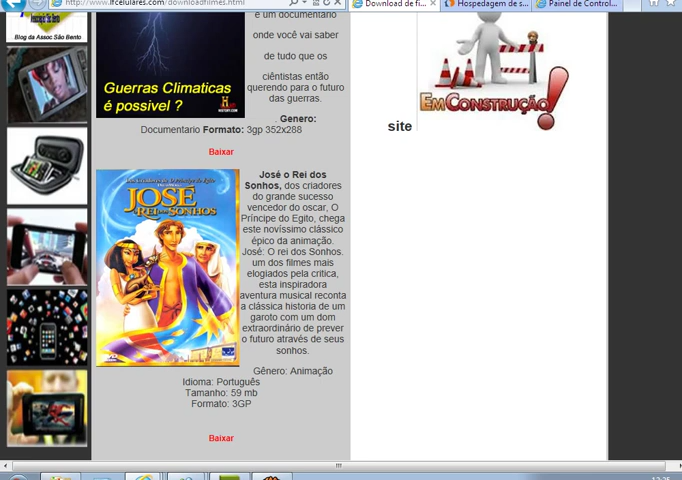 http://www.lfcelulares.com/downloadfilmes.html
Download de fi...
Hospedagem de s...
Painel de Control...
Blog da Assoc São Bento
Guerras Climaticas
é possivel ?
HISTORY.COM
é um documentario
onde você vai saber
de tudo que os
ciêntistas então
querendo para o futuro
das guerras.
. Genero:
Documentario Formato: 3gp 352x288
Baixar
JOSÉ
O REI DOS SONHOS
DVD
José o Rei dos
Sonhos, dos criadores
do grande sucesso
vencedor do oscar, O
Príncipe do Egito, chega
este novíssimo clássico
épico da animação.
José: O rei dos Sonhos.
um dos filmes mais
elogiados pela critica,
esta inspiradora
aventura musical reconta
a clássica historia de um
garoto com um dom
extraordinário de prever
o futuro através de seus
sonhos.
Gênero: Animação
Idioma: Português
Tamanho: 59 mb
Formato: 3GP
Baixar
EM CONSTRUÇÃO!
site